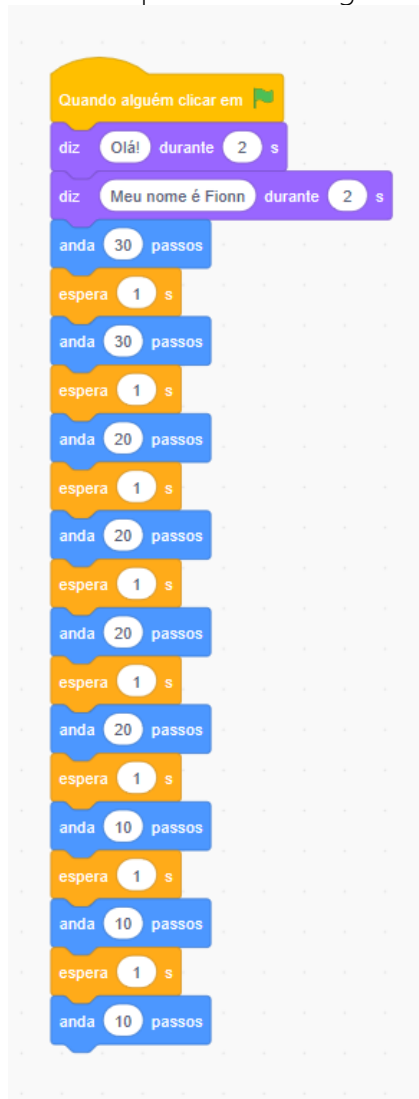 Quando alguém clicar em
diz Olá! durante 2 s
diz Meu nome é Fionn durante 2 s
anda 30 passos
espera 1 s
anda 30 passos
espera 1 s
anda 20 passos
espera 1 s
anda 20 passos
espera 1 s
anda 20 passos
espera 1 s
anda 20 passos
espera 1 s
anda 10 passos
espera 1 s
anda 10 passos
espera 1 s
anda 10 passos